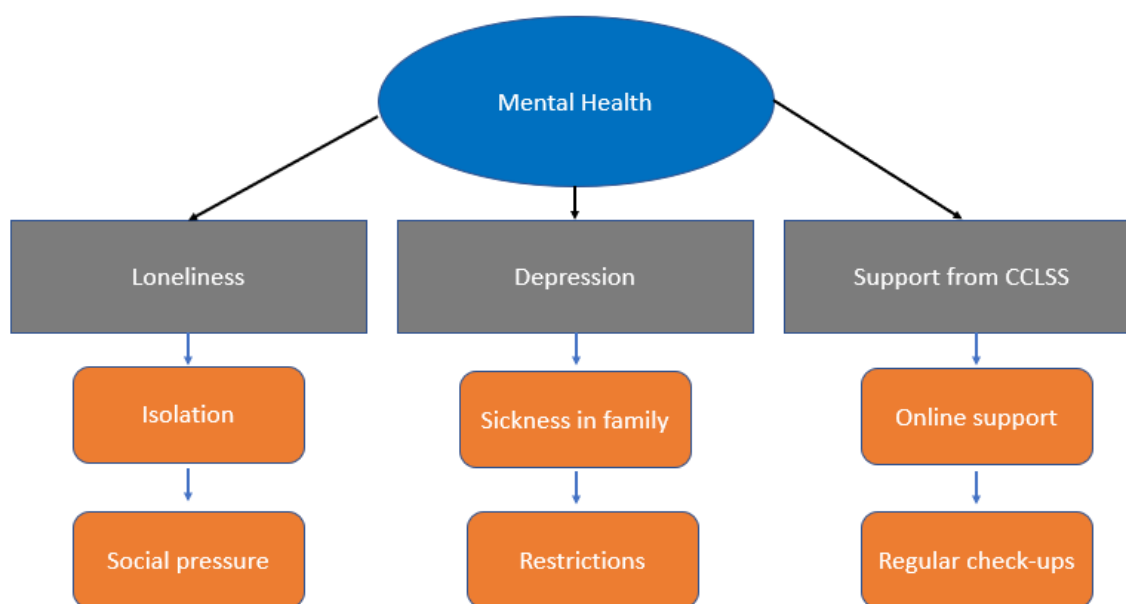 Mental Health
Loneliness
Depression
Support from CCLSS
Isolation
Sickness in family
Online support
Social pressure
Restrictions
Regular check-ups